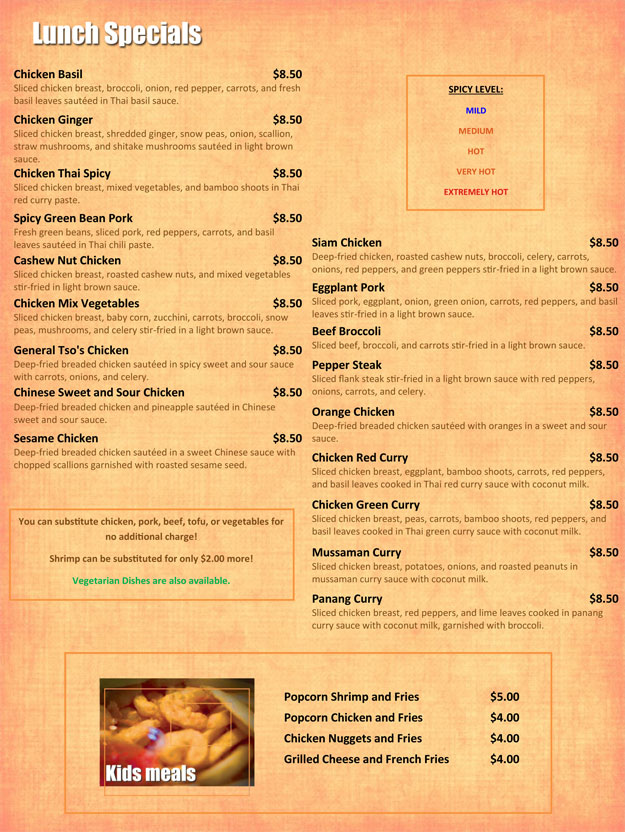 Lunch Specials
Chicken Basil $8.50
Sliced chicken breast, broccoli, onion, red pepper, carrots, and fresh
basil leaves sautéed in Thai basil sauce.
Chicken Ginger $8.50
Sliced chicken breast, shredded ginger, snow peas, onion, scallion,
straw mushrooms, and shitake mushrooms sautéed in light brown
sauce.
Chicken Thai Spicy $8.50
Sliced chicken breast, mixed vegetables, and bamboo shoots in Thai
red curry paste.
Spicy Green Bean Pork $8.50
Fresh green beans, sliced pork, red peppers, carrots, and basil
leaves sautéed in Thai chili paste.
Cashew Nut Chicken $8.50
Sliced chicken breast, roasted cashew nuts, and mixed vegetables
stir-fried in light brown sauce.
Chicken Mix Vegetables $8.50
Sliced chicken breast, baby corn, zucchini, carrots, broccoli, snow
peas, mushrooms, and celery stir-fried in a light brown sauce.
General Tso's Chicken $8.50
Deep-fried breaded chicken sautéed in spicy sweet and sour sauce
with carrots, onions, and celery.
Chinese Sweet and Sour Chicken $8.50
Deep-fried breaded chicken and pineapple sautéed in Chinese
sweet and sour sauce.
Sesame Chicken $8.50
Deep-fried breaded chicken sautéed in a sweet Chinese sauce with
chopped scallions garnished with roasted sesame seed.
You can substitute chicken, pork, beef, tofu, or vegetables for
no additional charge!
Shrimp can be substituted for only $2.00 more!
Vegetarian Dishes are also available.
SPICY LEVEL:
MILD
MEDIUM
HOT
VERY HOT
EXTREMELY HOT
Siam Chicken $8.50
Deep-fried chicken, roasted cashew nuts, broccoli, celery, carrots,
onions, red peppers, and green peppers stir-fried in a light brown sauce.
Eggplant Pork $8.50
Sliced pork, eggplant, onion, green onion, carrots, red peppers, and basil
leaves stir-fried in a light brown sauce.
Beef Broccoli $8.50
Sliced beef, broccoli, and carrots stir-fried in a light brown sauce.
Pepper Steak $8.50
Sliced flank steak stir-fried in a light brown sauce with red peppers,
onions, carrots, and celery.
Orange Chicken $8.50
Deep-fried breaded chicken sautéed with oranges in a sweet and sour
sauce.
Chicken Red Curry $8.50
Sliced chicken breast, eggplant, bamboo shoots, carrots, red peppers,
and basil leaves cooked in Thai red curry sauce with coconut milk.
Chicken Green Curry $8.50
Sliced chicken breast, peas, carrots, bamboo shoots, red peppers, and
basil leaves cooked in Thai green curry sauce with coconut milk.
Mussaman Curry $8.50
Sliced chicken breast, potatoes, onions, and roasted peanuts in
mussaman curry sauce with coconut milk.
Panang Curry $8.50
Sliced chicken breast, red peppers, and lime leaves cooked in panang
curry sauce with coconut milk, garnished with broccoli.
Kids meals
Popcorn Shrimp and Fries $5.00
Popcorn Chicken and Fries $4.00
Chicken Nuggets and Fries $4.00
Grilled Cheese and French Fries $4.00